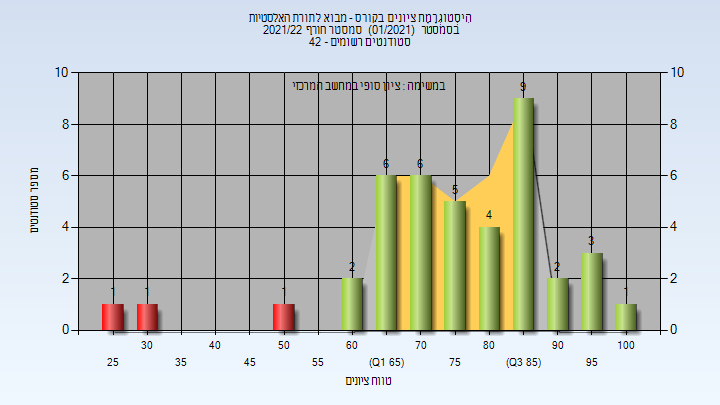 היסטוגרמת ציונים בקורס - מבוא לתורת האלסטיות
בסמסטר (01/2021) סמסטר חורף 2021/22
סטודנטים רשומים - 42
במשימה : ציון סופי במחשב המרכזי
מספר סטודנטים
10 10
8 8
6 6
4 4
2 2
0 0
1 1 1 2 6 6 5 4 9 2 3 1
30 40 50 60 70 80 90 100
25 35 45 55 (Q1 65) 75 (Q3 85) 95
טווח ציונים